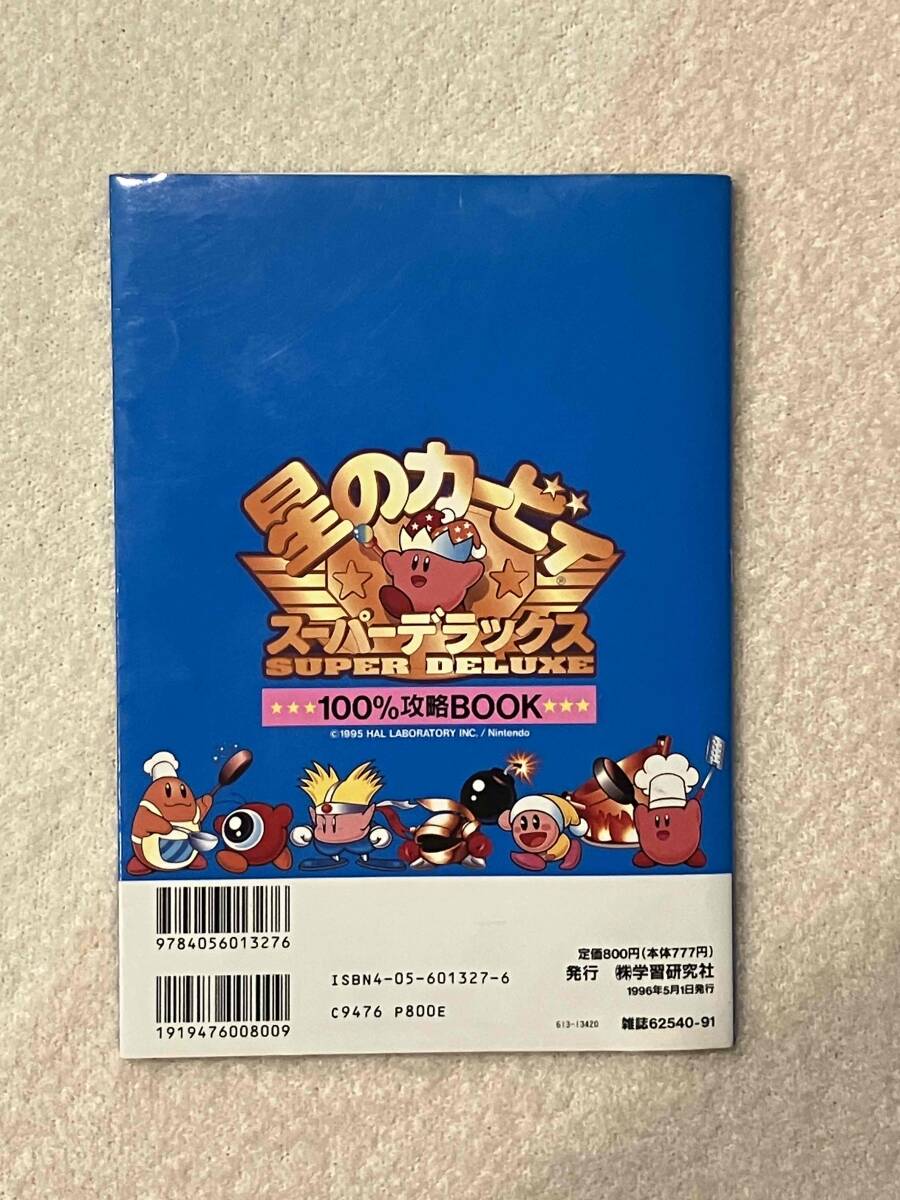 星のカービィ
®
スーパーデラックス
SUPER DELUXE
★★★100%攻略BOOK★★★
©1995 HAL LABORATORY INC. / Nintendo
9784056013276
1919476008009
ISBN4-05-601327-6
C9476 P800E
定価800円(本体777円)
発行 ㈱学習研究社
1996年5月1日発行
613-13420
雑誌62540-91